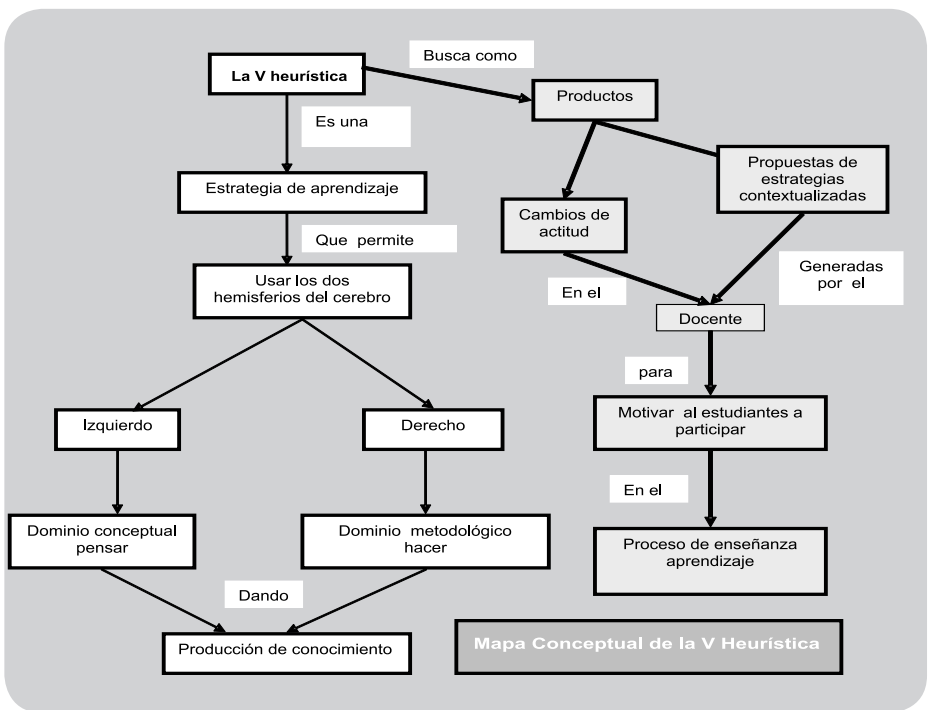 Busca como
La V heurística
Productos
Es una
Propuestas de
estrategias
contextualizadas
Estrategia de aprendizaje
Cambios de
actitud
Que permite
Generadas
por el
Usar los dos
hemisferios del cerebro
En el
Docente
para
Izquierdo
Derecho
Motivar al estudiantes a
participar
En el
Dominio conceptual
pensar
Dominio metodológico
hacer
Proceso de enseñanza
aprendizaje
Dando
Producción de conocimiento
Mapa Conceptual de la V Heurística